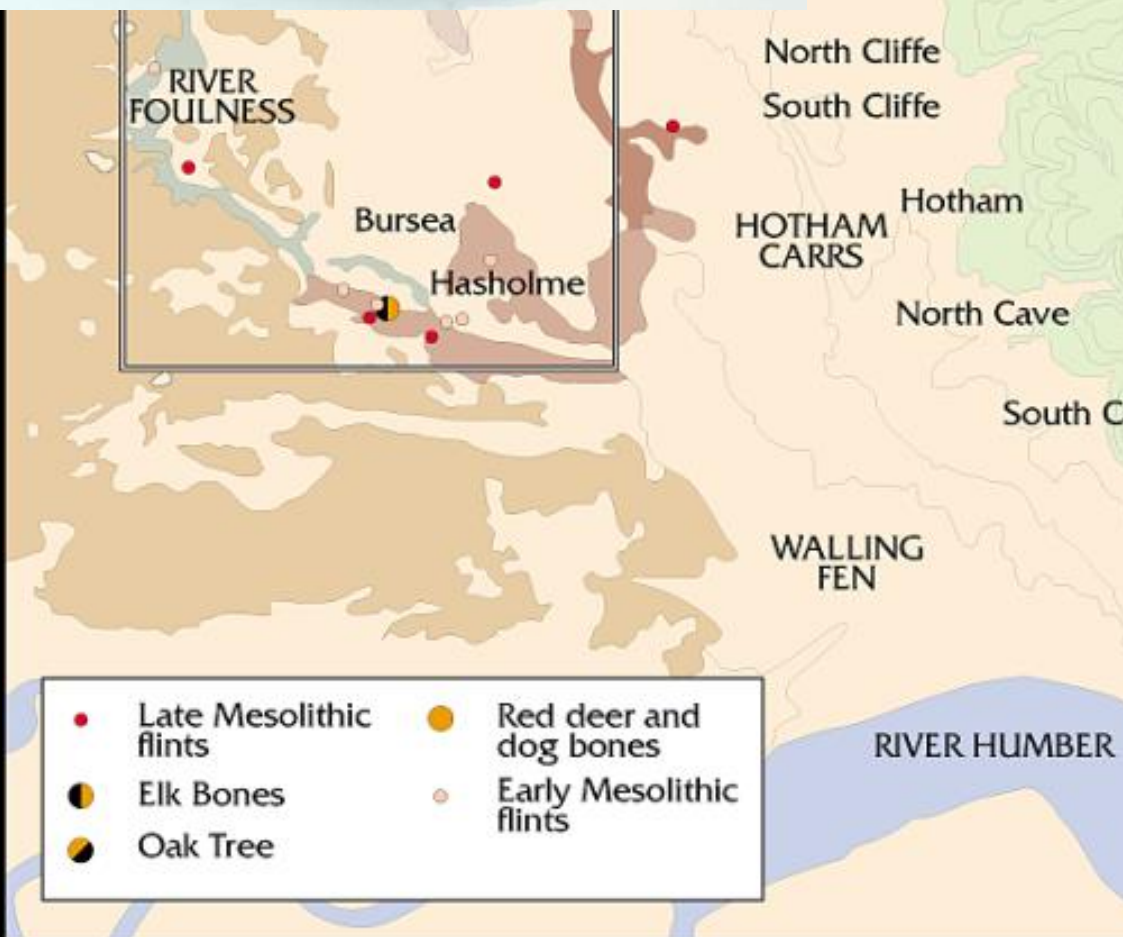 North Cliffe
RIVER
FOULNESS
South Cliffe
Hotham
Bursea
HOTHAM
CARRS
Hasholme
North Cave
South C
WALLING
FEN
Late Mesolithic
flints
Red deer and
dog bones
RIVER HUMBER
Elk Bones
Early Mesolithic
flints
Oak Tree